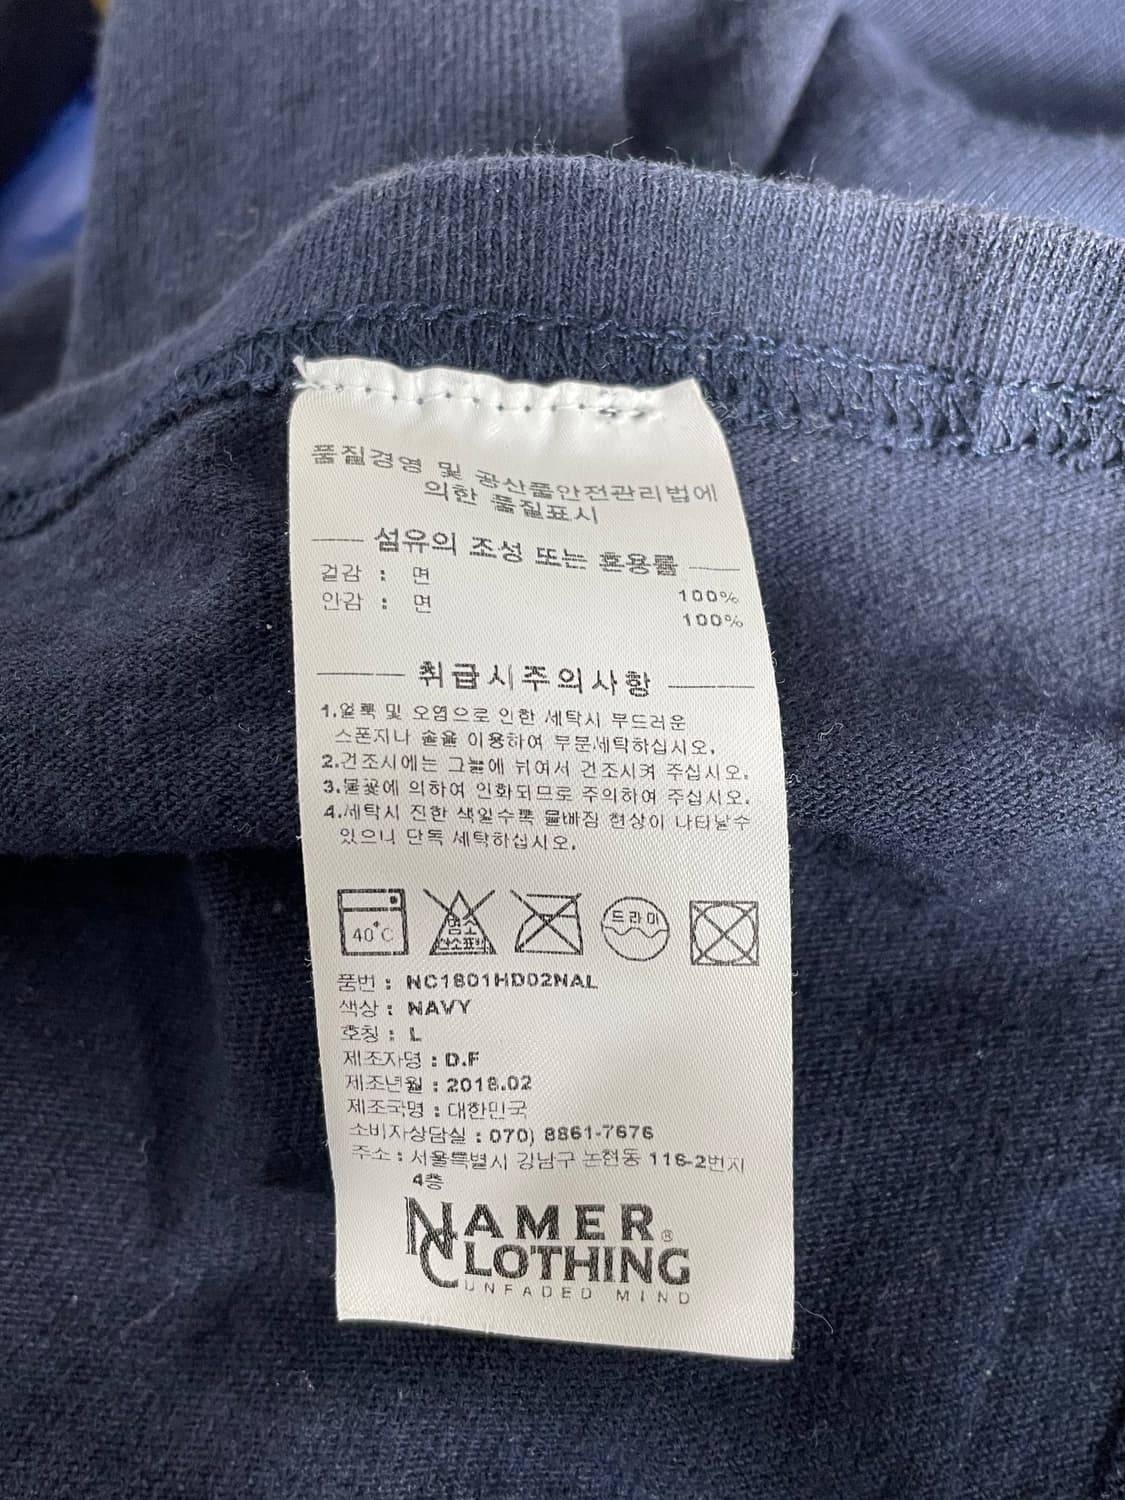 품질경영 및 공산품안전관리법에
의한 품질표시
섬유의 조성 또는 혼용률
겉감 : 면 100%
안감 : 면 100%
취급시주의사항
1.얼룩 및 오염으로 인한 세탁시 부드러운
스폰지나 솔을 이용하여 부분세탁하십시오.
2.건조시에는 그늘에 뉘어서 건조시켜 주십시오.
3.불꽃에 의하여 인화되므로 주의하여 주십시오.
4.세탁시 진한 색일수록 물빠짐 현상이 나타날수
있으니 단독 세탁하십시오.
40°C 염소 산소표백 드라이
품번 : NC1801HD02NAL
색상 : NAVY
호칭 : L
제조자명 : D.F
제조년월 : 2018.02
제조국명 : 대한민국
소비자상담실 : 070) 8861-7676
주소 : 서울특별시 강남구 논현동 116-2번지
4층
NAMER®
CLOTHING
UNFADED MIND